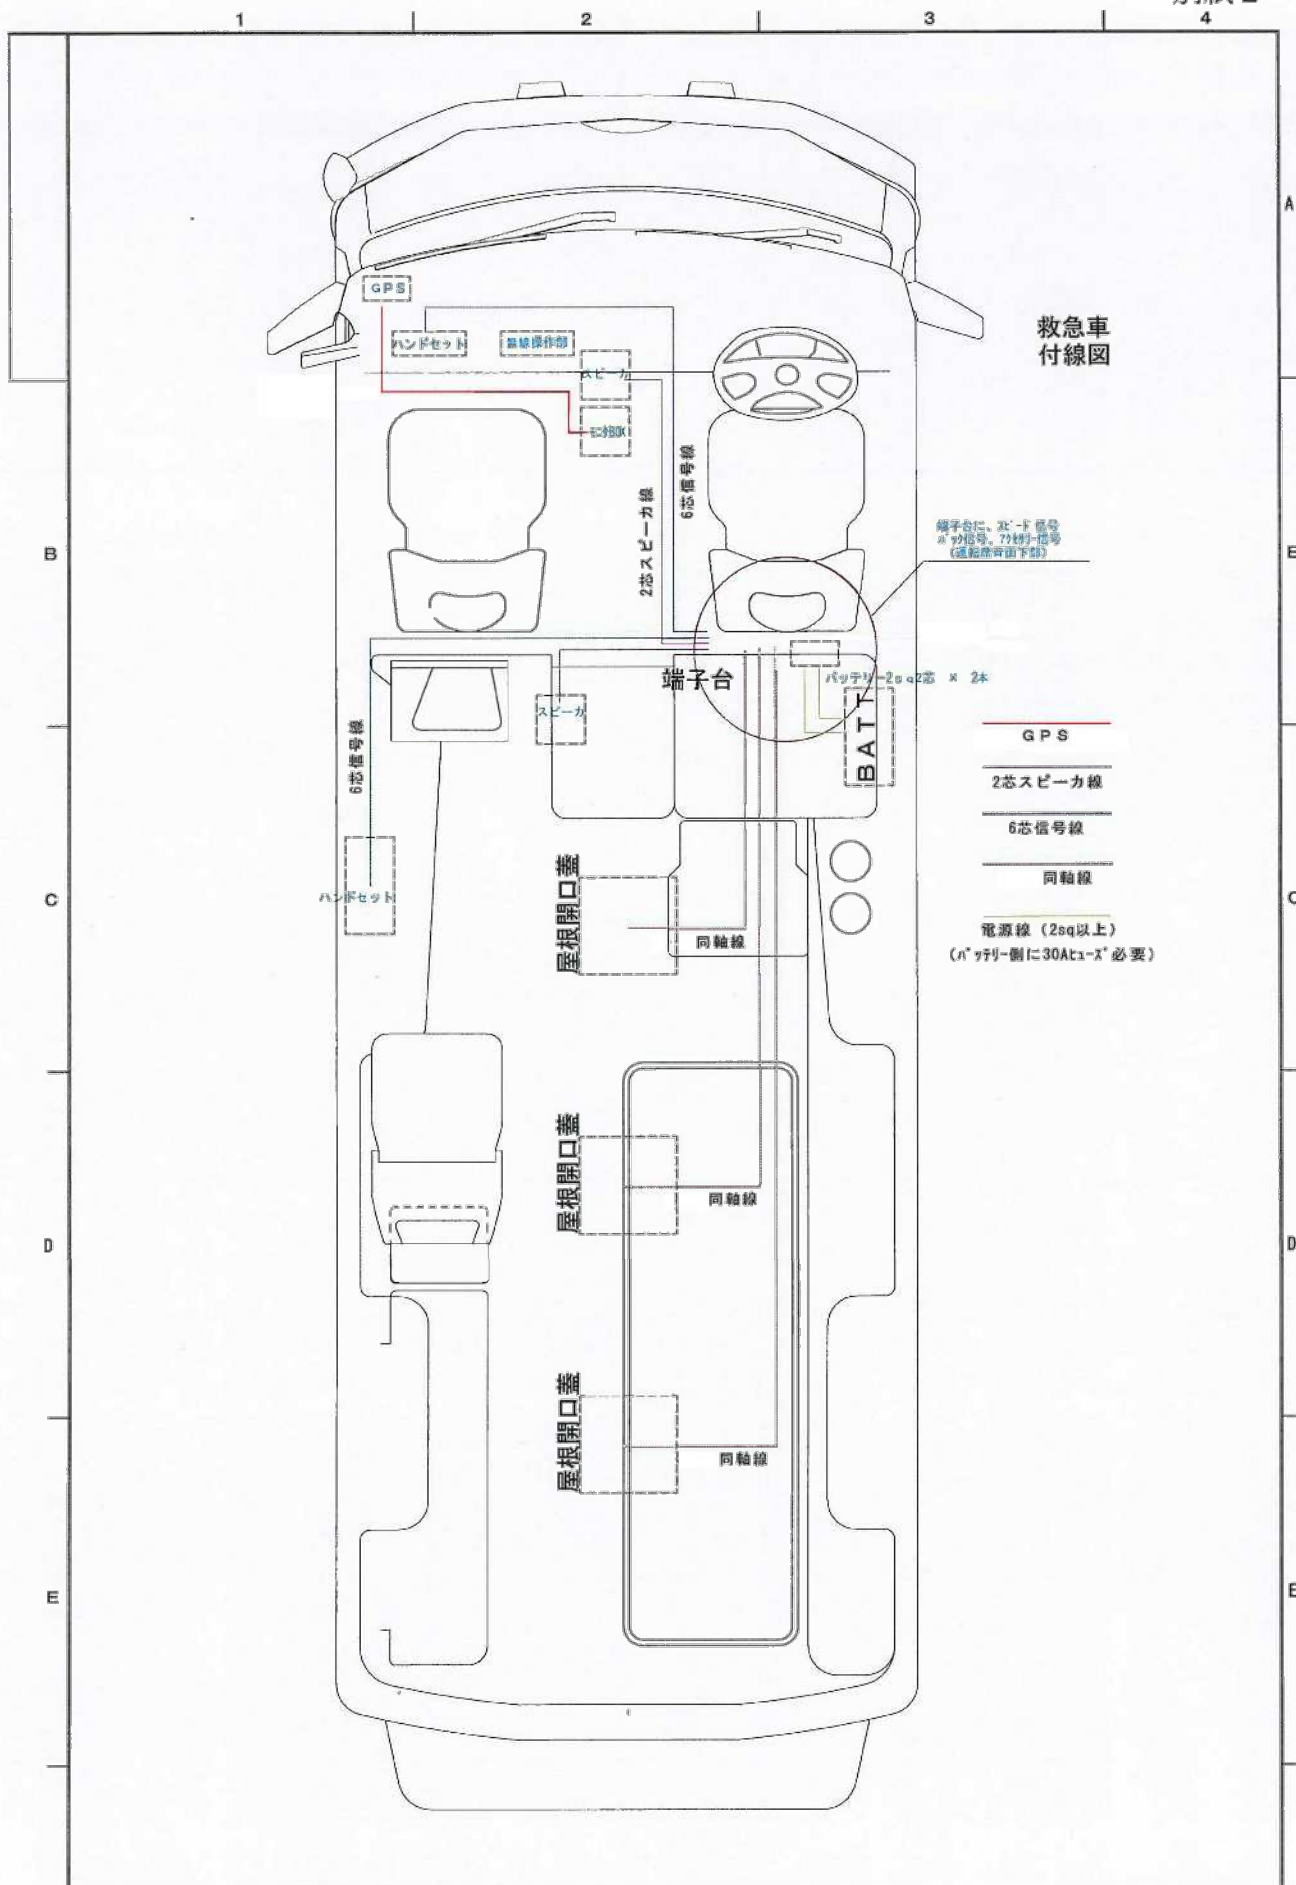 1 2 3 4
A
GPS
救急車
付線図
ハンドセット
無線操作部
スピーカ
6芯信号線
2芯スピーカ線
端子台に、スピード信号
バック信号、アクセサリー信号
(運転席背面下部)
B
端子台
バッテリー2sq2芯 × 2本
スピーカ
BATT
6芯信号線
GPS
2芯スピーカ線
6芯信号線
同軸線
電源線（2sq以上）
(バッテリー側に30Aヒューズ必要)
C
C
ハンドセット
屋根開口蓋
同軸線
屋根開口蓋
同軸線
D
D
屋根開口蓋
同軸線
E
E